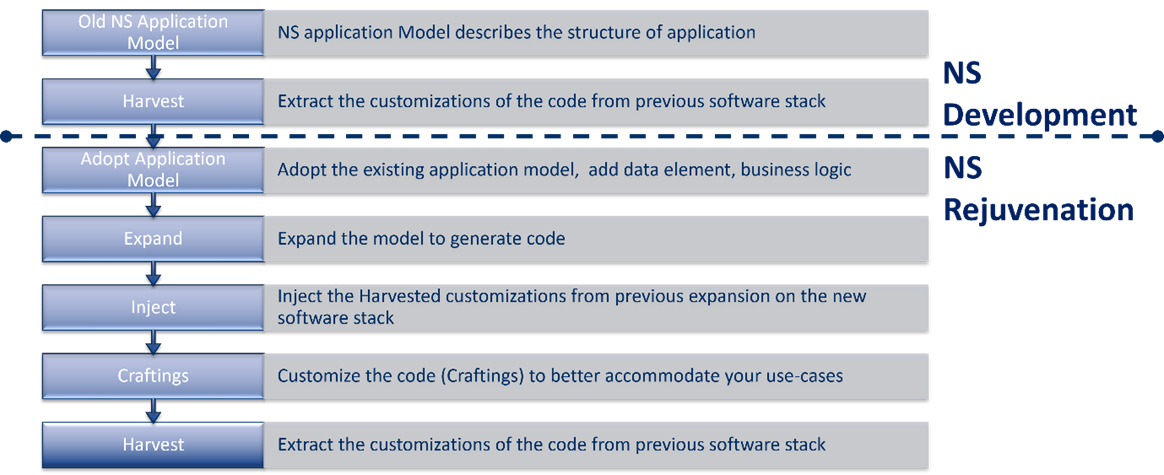 Old NS Application
Model
NS application Model describes the structure of application
Harvest
Extract the customizations of the code from previous software stack
NS
Development
Adopt Application
Model
Adopt the existing application model,  add data element, business logic
NS
Rejuvenation
Expand
Expand the model to generate code
Inject
Inject the Harvested customizations from previous expansion on the new
software stack
Craftings
Customize the code (Craftings) to better accommodate your use-cases
Harvest
Extract the customizations of the code from previous software stack